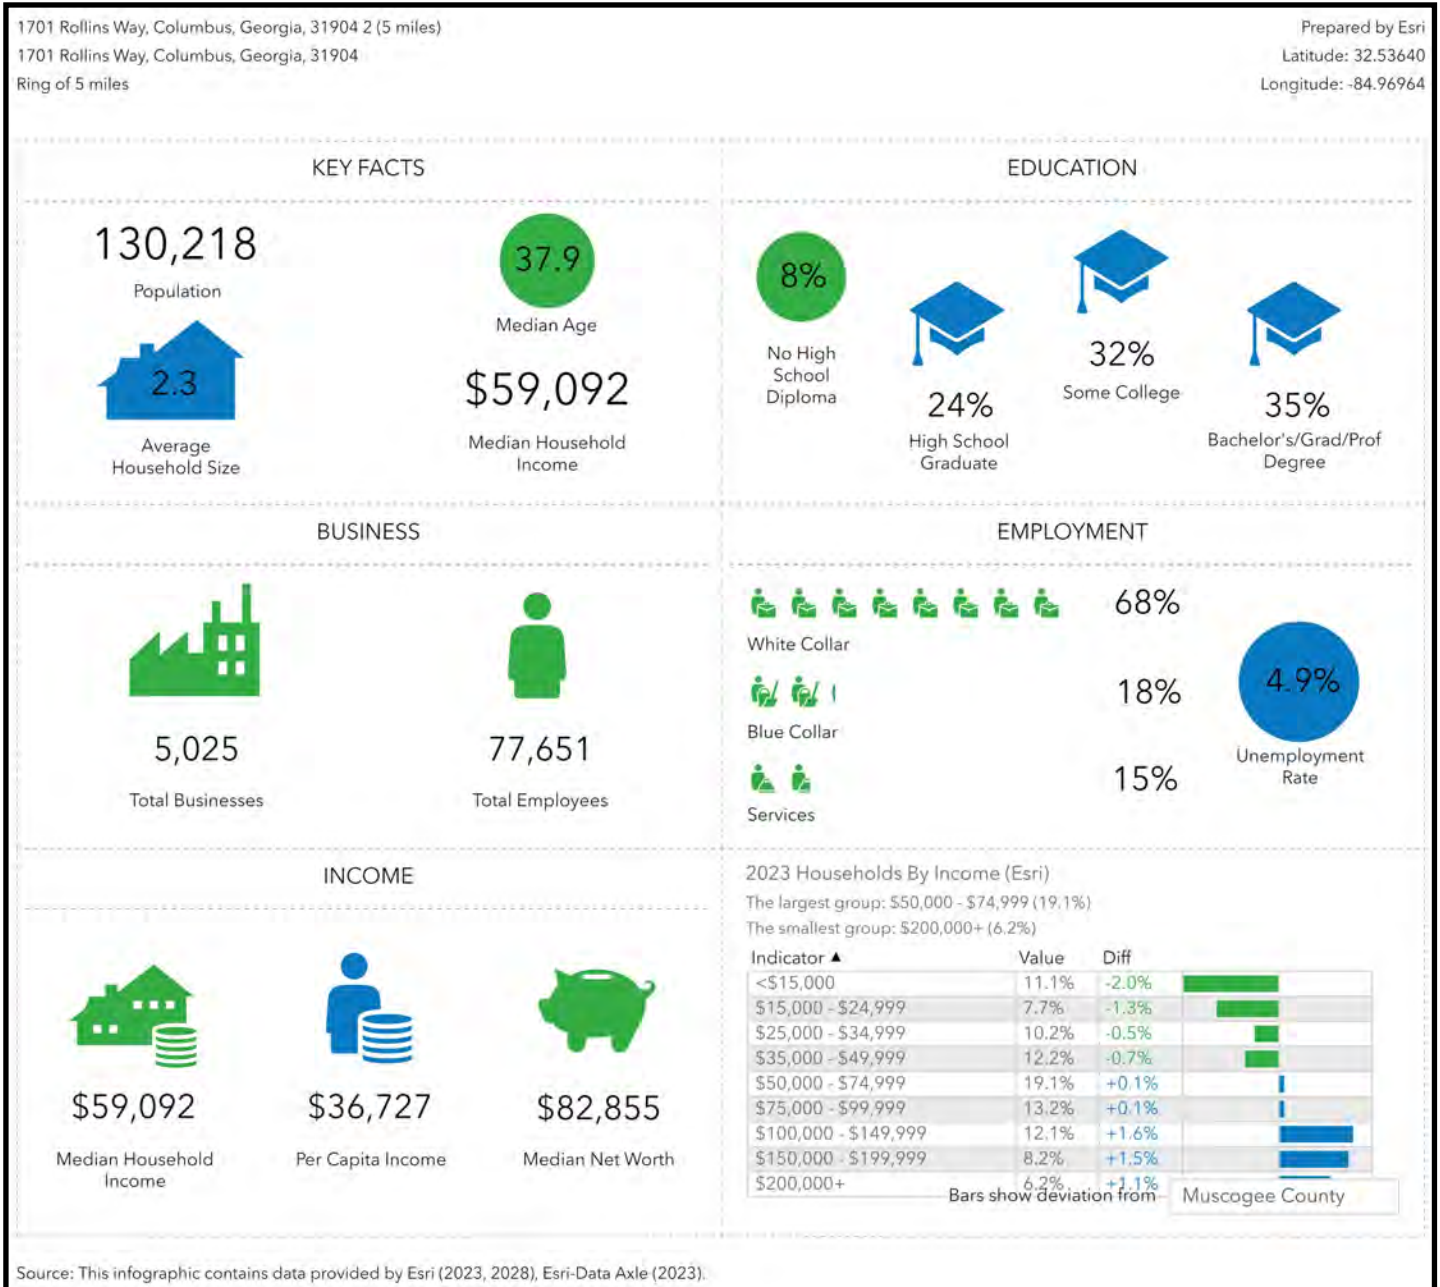 1701 Rollins Way, Columbus, Georgia, 31904 2 (5 miles)
1701 Rollins Way, Columbus, Georgia, 31904
Ring of 5 miles
Prepared by Esri
Latitude: 32.53640
Longitude: -84.96964
KEY FACTS
130,218
Population
37.9
Median Age
2.3
Average
Household Size
$59,092
Median Household
Income
EDUCATION
8%
No High
School
Diploma
24%
High School
Graduate
32%
Some College
35%
Bachelor's/Grad/Prof
Degree
BUSINESS
5,025
Total Businesses
77,651
Total Employees
EMPLOYMENT
68%
White Collar
18%
Blue Collar
15%
Services
4.9%
Unemployment
Rate
INCOME
$59,092
Median Household
Income
$36,727
Per Capita Income
$82,855
Median Net Worth
2023 Households By Income (Esri)
The largest group: $50,000 - $74,999 (19.1%)
The smallest group: $200,000+ (6.2%)
Indicator ▲ Value Diff
<$15,000 11.1% -2.0%
$15,000 - $24,999 7.7% -1.3%
$25,000 - $34,999 10.2% -0.5%
$35,000 - $49,999 12.2% -0.7%
$50,000 - $74,999 19.1% +0.1%
$75,000 - $99,999 13.2% +0.1%
$100,000 - $149,999 12.1% +1.6%
$150,000 - $199,999 8.2% +1.5%
$200,000+ 6.2% +1.1%
Bars show deviation from Muscogee County
Source: This infographic contains data provided by Esri (2023, 2028), Esri-Data Axle (2023).